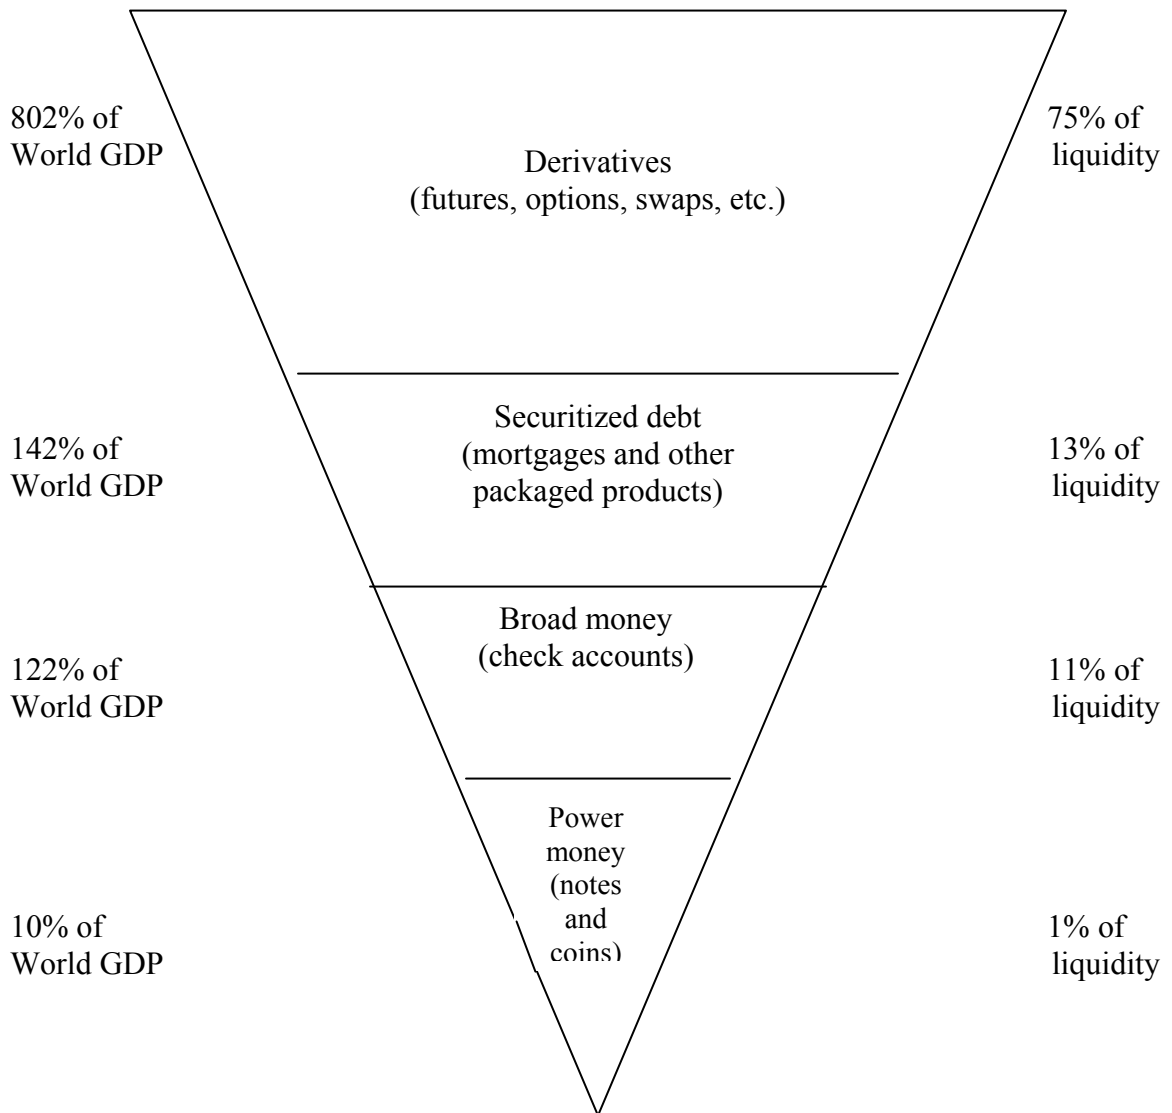 802% of
World GDP
Derivatives
(futures, options, swaps, etc.)
75% of
liquidity
142% of
World GDP
Securitized debt
(mortgages and other
packaged products)
13% of
liquidity
122% of
World GDP
Broad money
(check accounts)
11% of
liquidity
10% of
World GDP
Power
money
(notes
and
coins)
1% of
liquidity